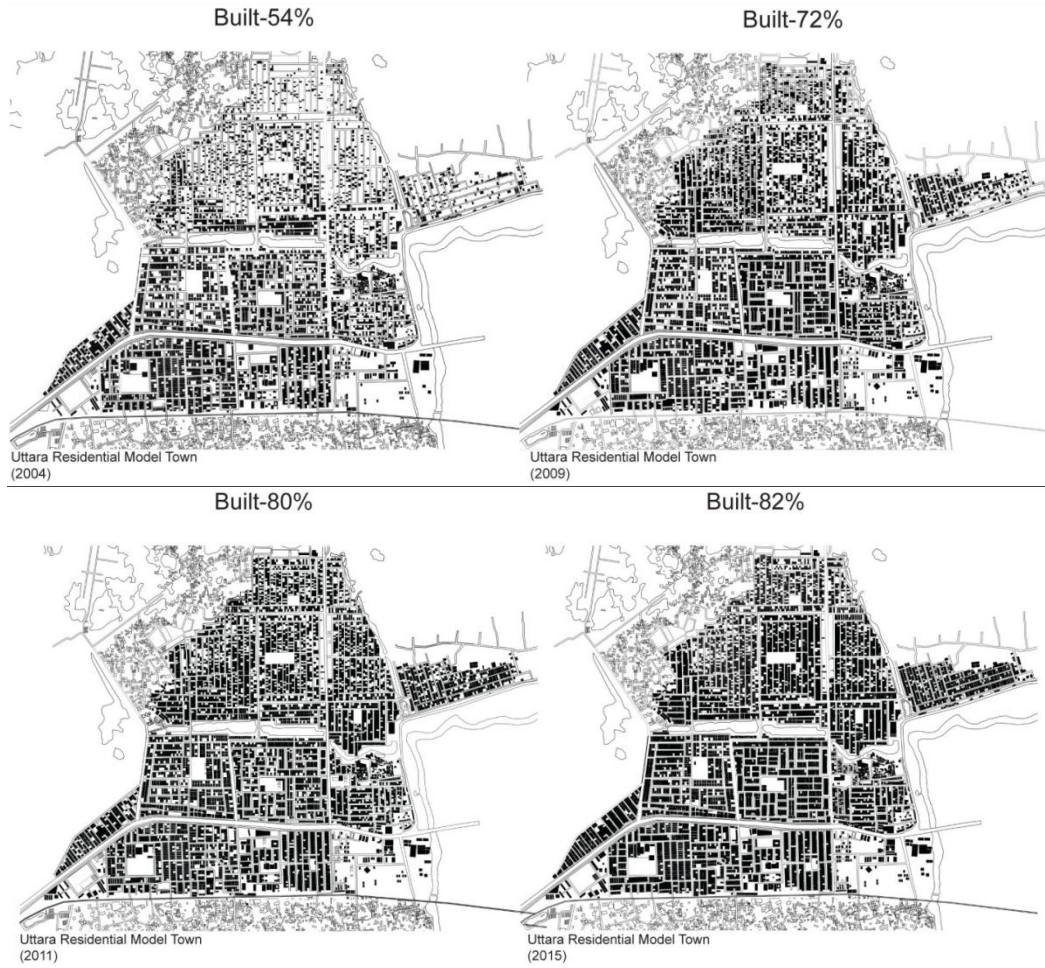 Built-54%
Built-72%
Uttara Residential Model Town
(2004)
Uttara Residential Model Town
(2009)
Built-80%
Built-82%
Uttara Residential Model Town
(2011)
Uttara Residential Model Town
(2015)